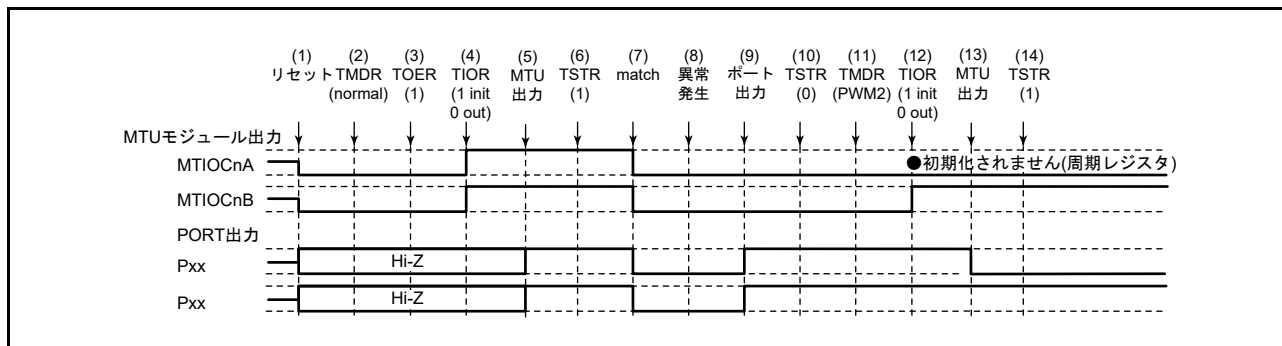 (1) (2) (3) (4) (5) (6) (7) (8) (9) (10) (11) (12) (13) (14)
リセット TMDR TOER TIOR MTU TSTR match 異常 ポート TSTR TMDR TIOR MTU TSTR
(normal) (1) (1 init 出力 (1) 発生 出力 (0) (PWM2) (1 init 出力 (1)
0 out) 0 out)
MTUモジュール出力
MTIOCnA ●初期化されません(周期レジスタ)
MTIOCnB
PORT出力
Pxx Hi-Z
Pxx Hi-Z